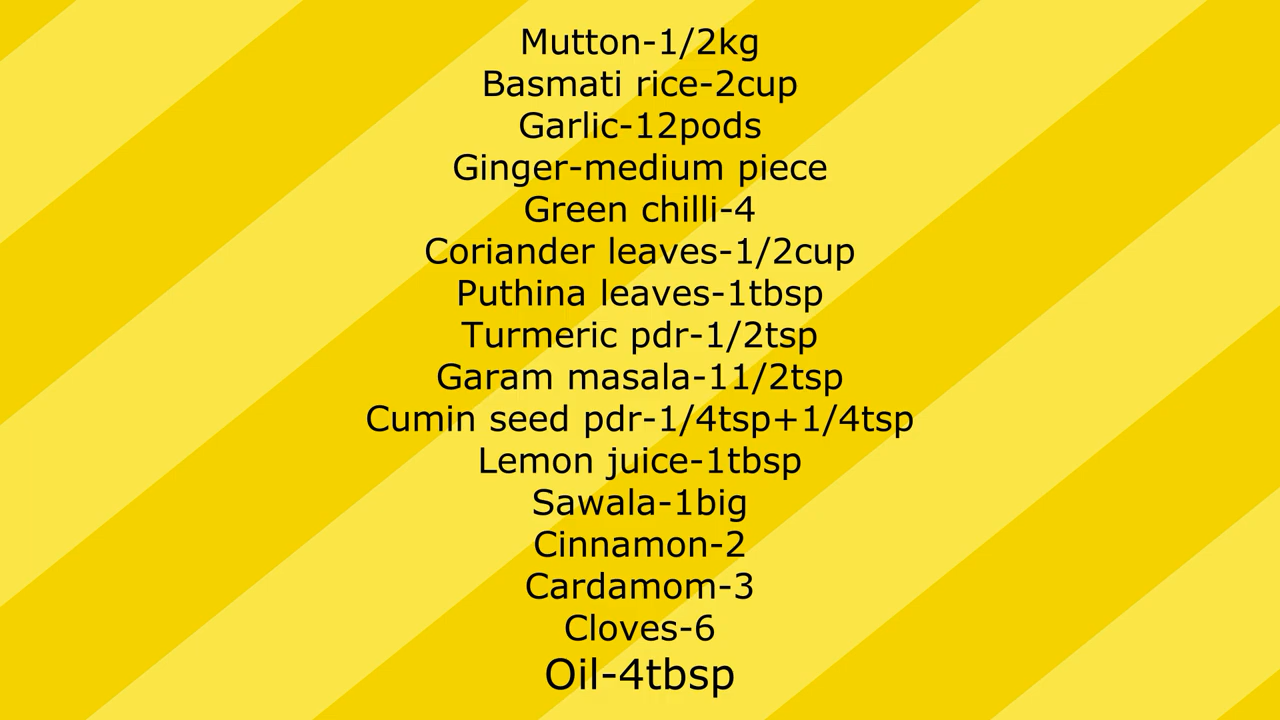 Mutton-1/2kg
Basmati rice-2cup
Garlic-12pods
Ginger-medium piece
Green chilli-4
Coriander leaves-1/2cup
Puthina leaves-1tbsp
Turmeric pdr-1/2tsp
Garam masala-11/2tsp
Cumin seed pdr-1/4tsp+1/4tsp
Lemon juice-1tbsp
Sawala-1big
Cinnamon-2
Cardamom-3
Cloves-6
Oil-4tbsp